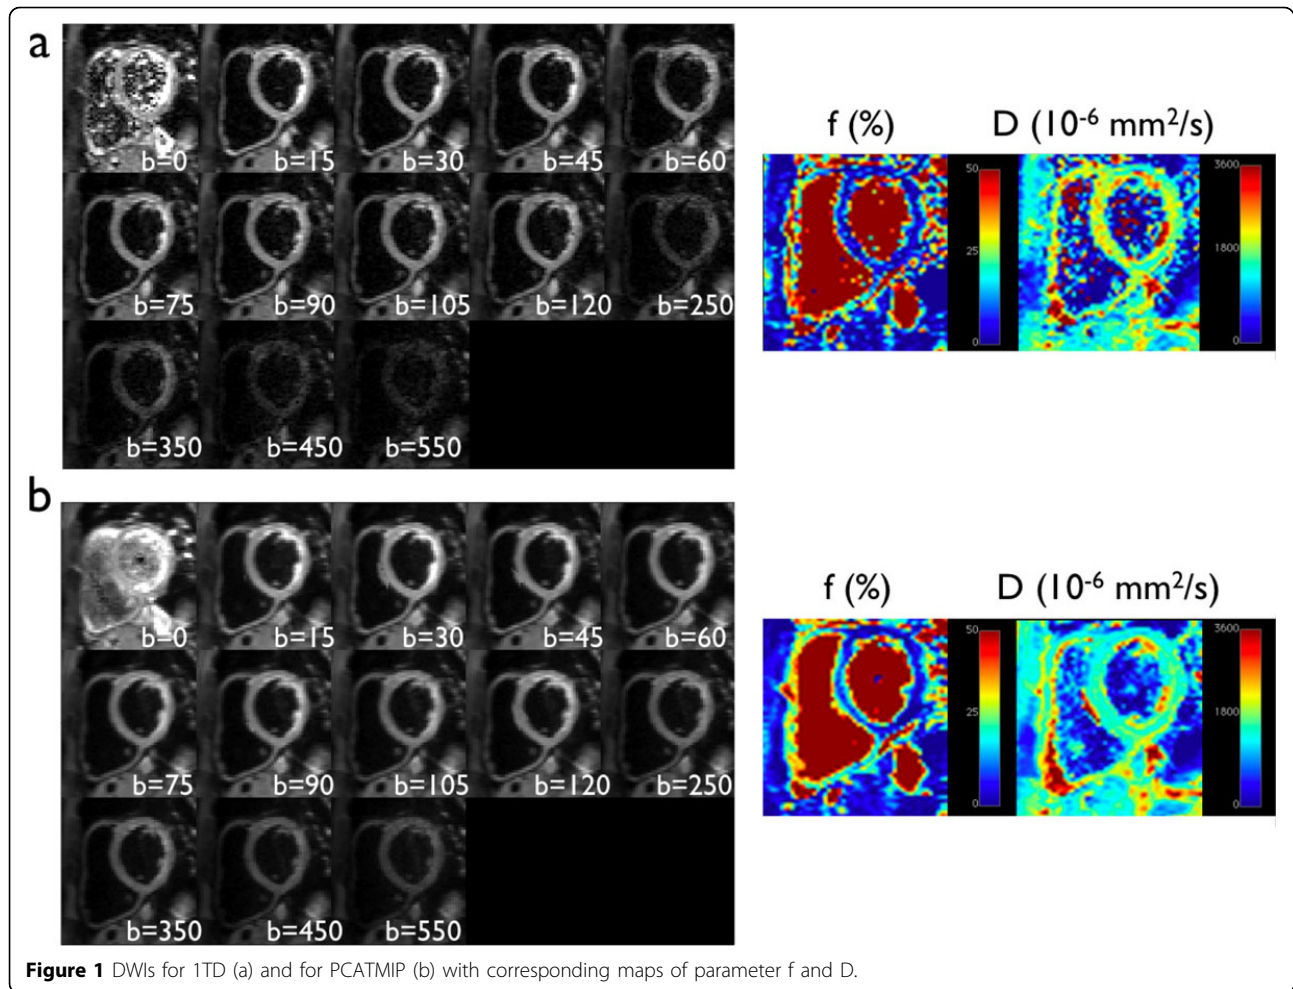 a
b=0 b=15 b=30 b=45 b=60
b=75 b=90 b=105 b=120 b=250
b=350 b=450 b=550
f (%) D (10⁻⁶ mm²/s)
50 3600
25 1800
0 0
b
b=0 b=15 b=30 b=45 b=60
b=75 b=90 b=105 b=120 b=250
b=350 b=450 b=550
f (%) D (10⁻⁶ mm²/s)
50 3600
25 1800
0 0
Figure 1 DWIs for 1TD (a) and for PCATMIP (b) with corresponding maps of parameter f and D.